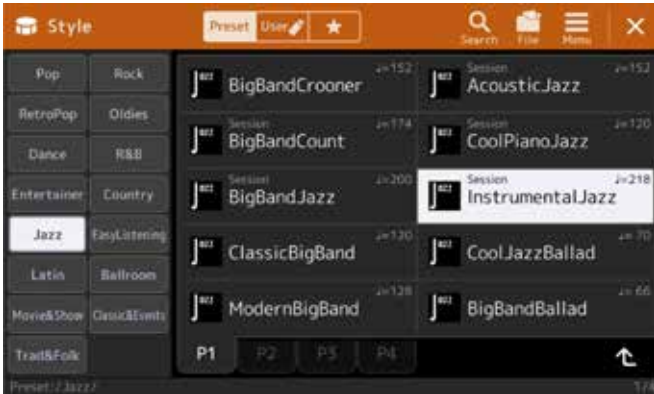 Style
Preset
User
Search
File
Menu
Pop
Rock
RetroPop
Oldies
Dance
R&B
Entertainer
Country
Jazz
EasyListening
Latin
Ballroom
Movie&Show
Classic&Events
Trad&Folk
♩=152
BigBandCrooner
Session ♩=152
AcousticJazz
Session ♩=174
BigBandCount
Session ♩=120
CoolPianoJazz
Session ♩=200
BigBandJazz
Session ♩=218
InstrumentalJazz
♩=120
ClassicBigBand
♩= 70
CoolJazzBallad
♩=128
ModernBigBand
♩= 66
BigBandBallad
P1 P2 P3 P4
Preset:/Jazz/
1/4